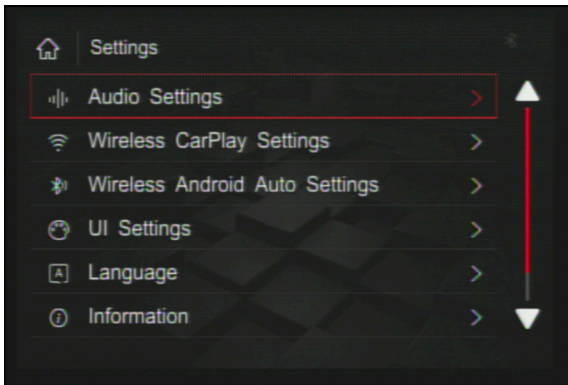 Settings
Audio Settings
Wireless CarPlay Settings
Wireless Android Auto Settings
UI Settings
A Language
Information